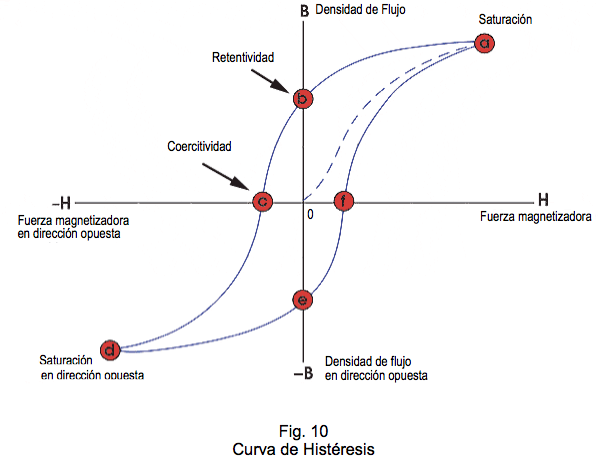 B
Densidad de Flujo
Saturación
a
Retentividad
b
Coercitividad
–H
c
f
H
0
Fuerza magnetizadora
en dirección opuesta
Fuerza magnetizadora
e
d
Saturación
en dirección opuesta
Densidad de flujo
en dirección opuesta
–B
Fig. 10
Curva de Histéresis